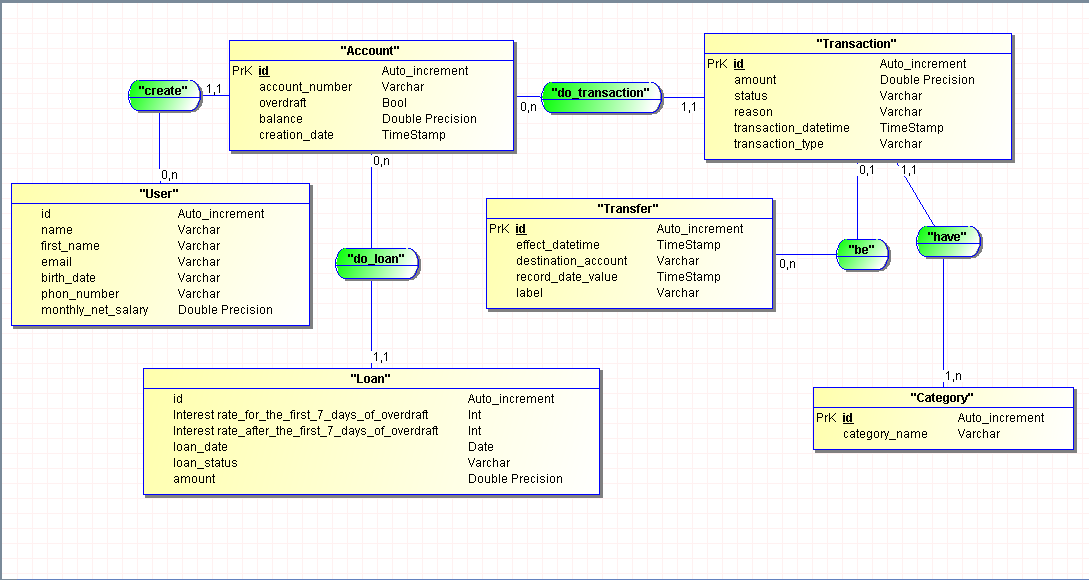 "Account"
PrK id Auto_increment
account_number Varchar
overdraft Bool
balance Double Precision
creation_date TimeStamp
"Transaction"
PrK id Auto_increment
amount Double Precision
status Varchar
reason Varchar
transaction_datetime TimeStamp
transaction_type Varchar
"create"
1,1
0,n
"do_transaction"
0,n
1,1
"User"
id Auto_increment
name Varchar
first_name Varchar
email Varchar
birth_date Varchar
phon_number Varchar
monthly_net_salary Double Precision
0,n
"do_loan"
1,1
"Transfer"
PrK id Auto_increment
effect_datetime TimeStamp
destination_account Varchar
record_date_value TimeStamp
label Varchar
0,1
1,1
"be"
0,n
"have"
1,n
"Loan"
id Auto_increment
Interest rate_for_the_first_7_days_of_overdraft Int
Interest rate_after_the_first_7_days_of_overdraft Int
loan_date Date
loan_status Varchar
amount Double Precision
"Category"
PrK id Auto_increment
category_name Varchar